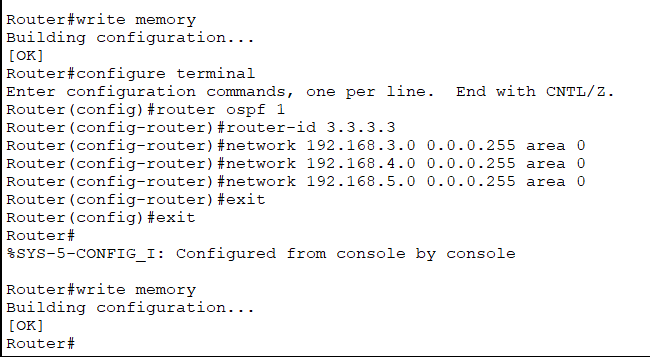 Router#write memory
Building configuration...
[OK]
Router#configure terminal
Enter configuration commands, one per line.  End with CNTL/Z.
Router(config)#router ospf 1
Router(config-router)#router-id 3.3.3.3
Router(config-router)#network 192.168.3.0 0.0.0.255 area 0
Router(config-router)#network 192.168.4.0 0.0.0.255 area 0
Router(config-router)#network 192.168.5.0 0.0.0.255 area 0
Router(config-router)#exit
Router(config)#exit
Router#
%SYS-5-CONFIG_I: Configured from console by console
Router#write memory
Building configuration...
[OK]
Router#